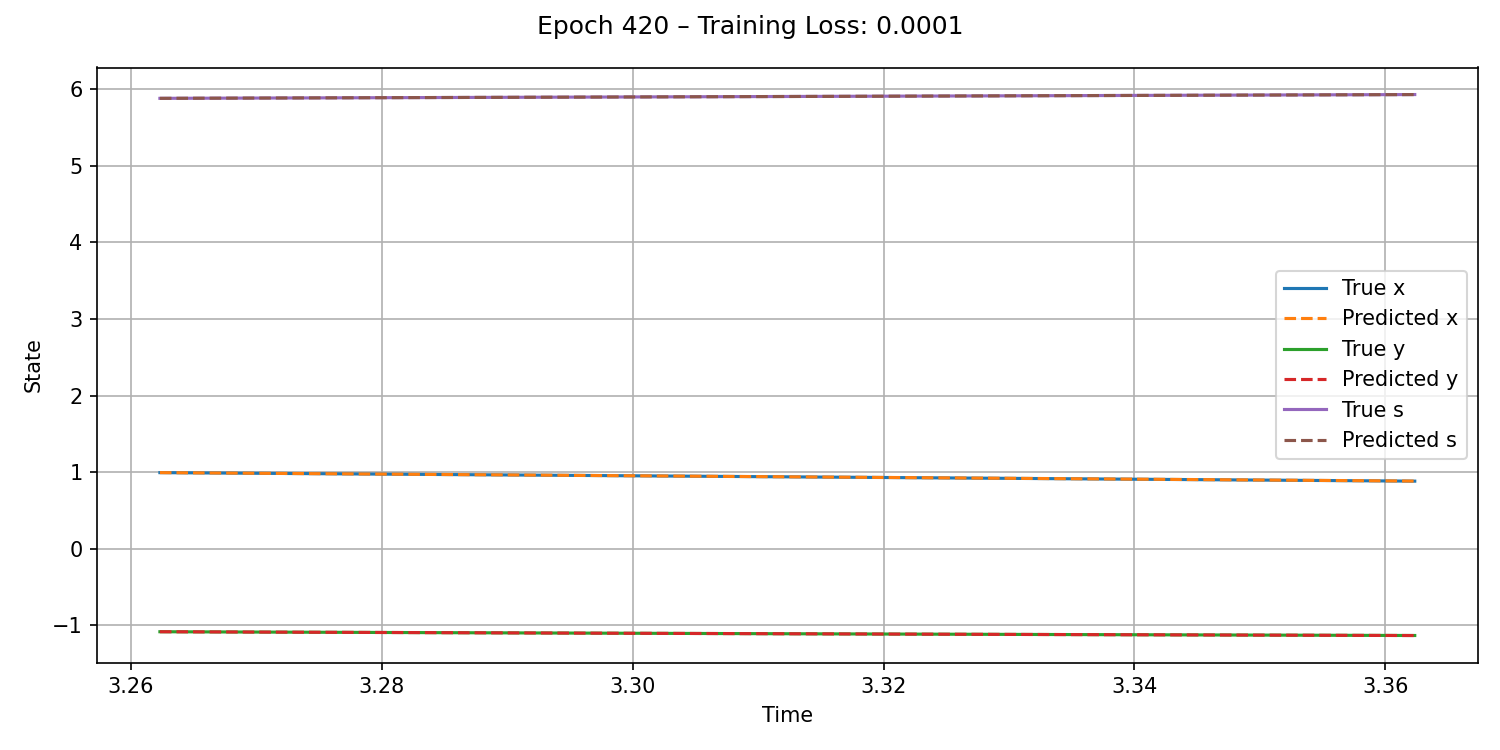 Epoch 420 – Training Loss: 0.0001
6
5
4
3
2
1
0
−1
State
True x
Predicted x
True y
Predicted y
True s
Predicted s
3.26 3.28 3.30 3.32 3.34 3.36
Time